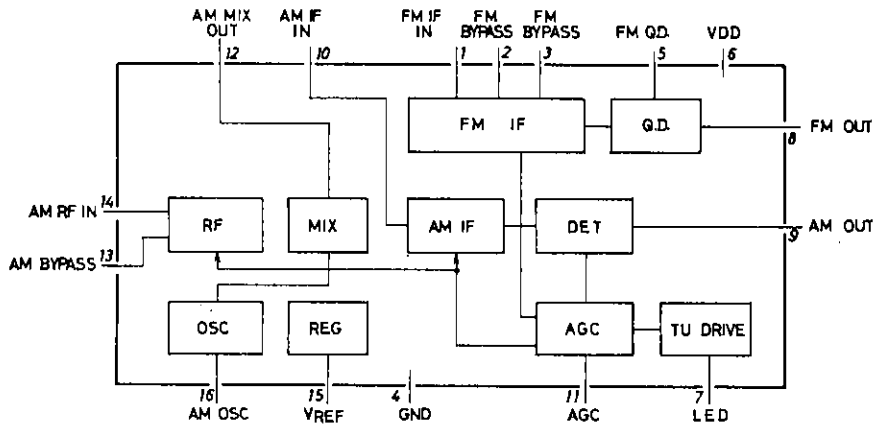 AM MIX OUT
12
AM IF IN
10
FM IF IN
1
FM BYPASS
2
FM BYPASS
3
FM Q.D.
5
VDD
6
FM IF
Q.D.
8
FM OUT
AM RF IN
14
RF
MIX
AM IF
DET
9
AM OUT
AM BYPASS
13
OSC
REG
AGC
TU DRIVE
16
AM OSC
15
VREF
4
GND
11
AGC
7
LED